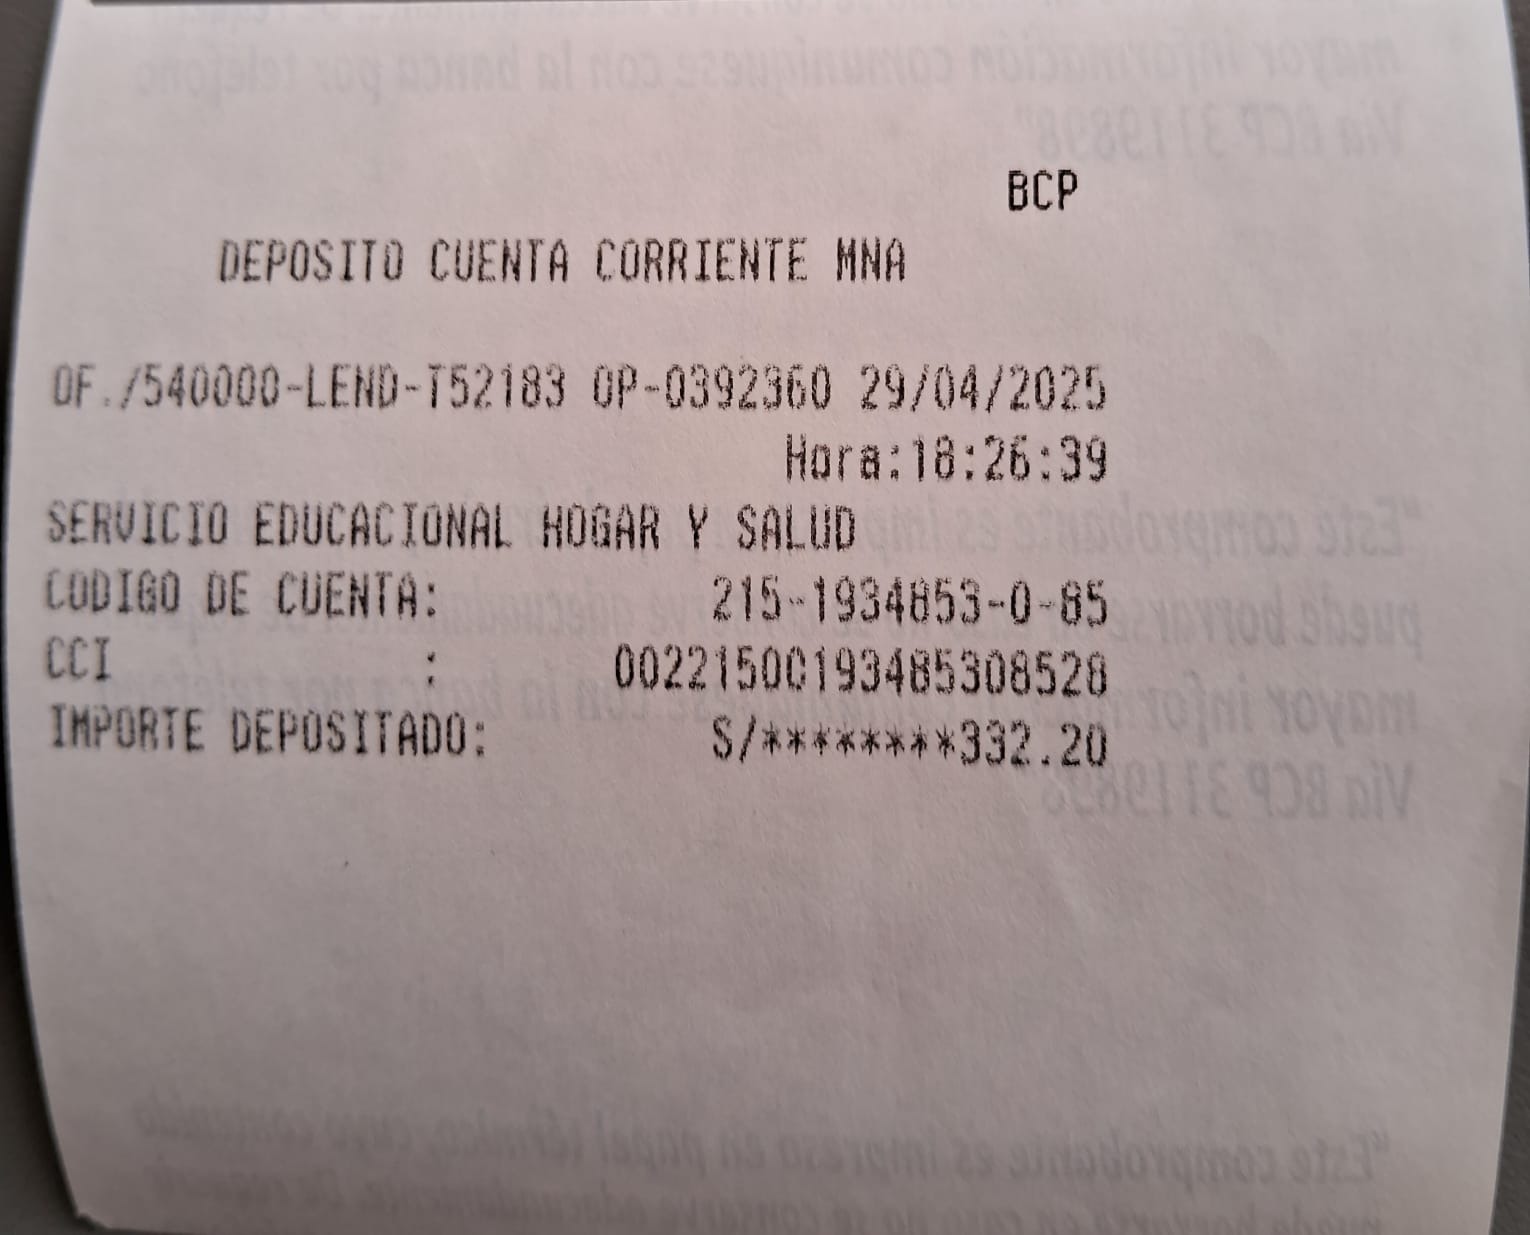 BCP
DEPOSITO CUENTA CORRIENTE MNA
OF./540000-LEND-T52183 OP-0392360 29/04/2025
Hora:18:26:39
SERVICIO EDUCACIONAL HOGAR Y SALUD
CODIGO DE CUENTA: 215-1934853-0-85
CCI : 00221500193485308528
IMPORTE DEPOSITADO: S/********332.20